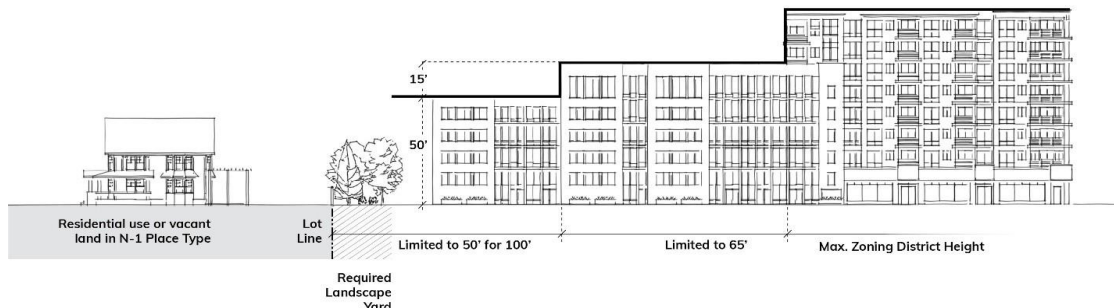 15’
50’
Residential use or vacant
land in N-1 Place Type
Lot
Line
Limited to 50’ for 100’
Limited to 65’
Max. Zoning District Height
Required
Landscape
Yard